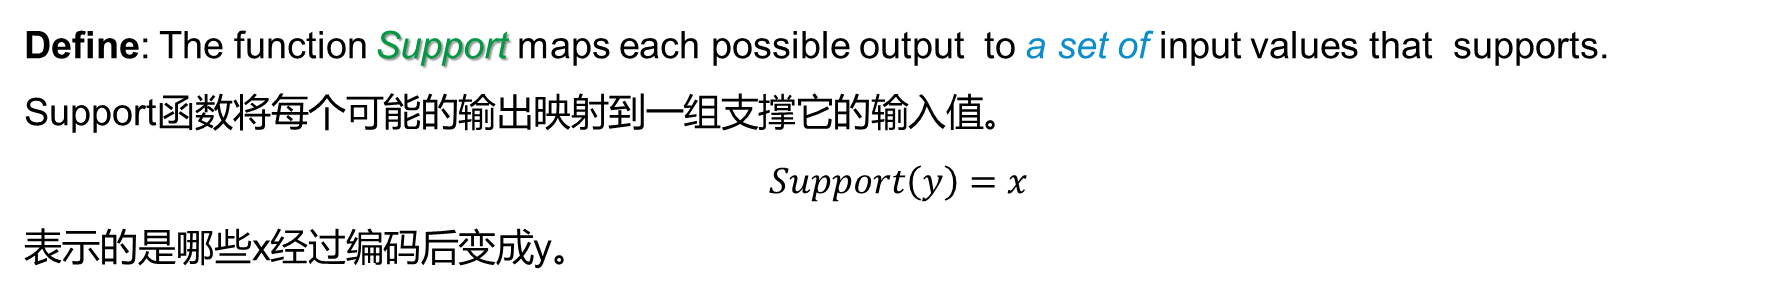 Define: The function Support maps each possible output to a set of input values that supports.
Support函数将每个可能的输出映射到一组支撑它的输入值。
Support(y) = x
表示的是哪些x经过编码后变成y。